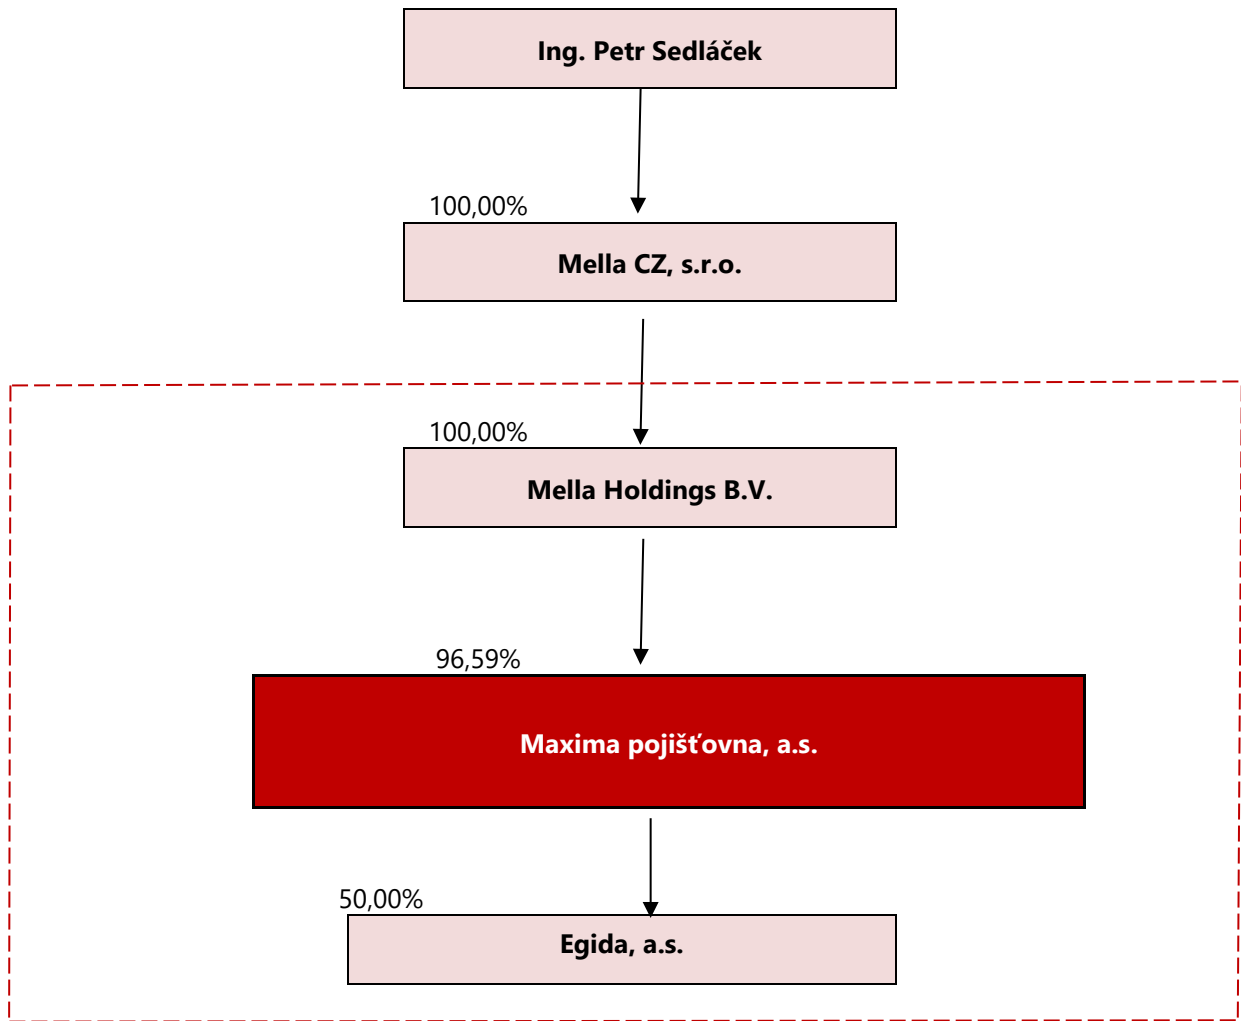 Ing. Petr Sedláček
100,00%
Mella CZ, s.r.o.
100,00%
Mella Holdings B.V.
96,59%
Maxima pojišťovna, a.s.
50,00%
Egida, a.s.